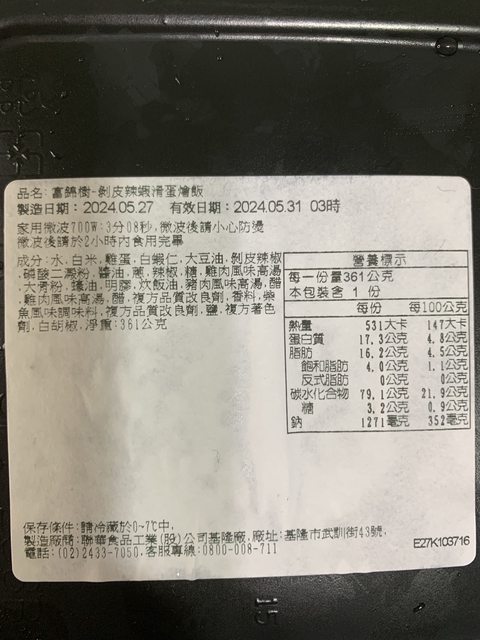 品名: 富錦樹-剝皮辣蝦滑蛋燴飯
製造日期：2024.05.27 有效日期：2024.05.31 03時
家用微波700W:3分08秒,微波後請小心防燙
微波後請於2小時內食用完畢
成分:水,白米,雞蛋,白蝦仁,大豆油,剝皮辣椒
(磷酸二澱粉,醬油,蔥,辣椒,糖,雞肉風味高湯,
大骨粉,蠔油,明膠,炊飯油,豬肉風味高湯,醋,
雞肉風味高湯,醋,複方品質改良劑,香料,柴
魚風味調味料,複方品質改良劑,鹽,複方著色
劑,白胡椒,淨重:361公克
營養標示
每一份量361公克
本包裝含 1 份
每份 每100公克
熱量 531大卡 147大卡
蛋白質 17.3公克 4.8公克
脂肪 16.2公克 4.5公克
飽和脂肪 4.0公克 1.1公克
反式脂肪 0公克 0公克
碳水化合物 79.1公克 21.9公克
糖 3.2公克 0.9公克
鈉 1271毫克 352毫克
保存條件:請冷藏於0~7℃中,
製造廠商:聯華食品工業(股)公司基隆廠,廠址:基隆市武訓街43號,
電話:(02)2433-7050,客服專線:0800-008-711
E27K103716